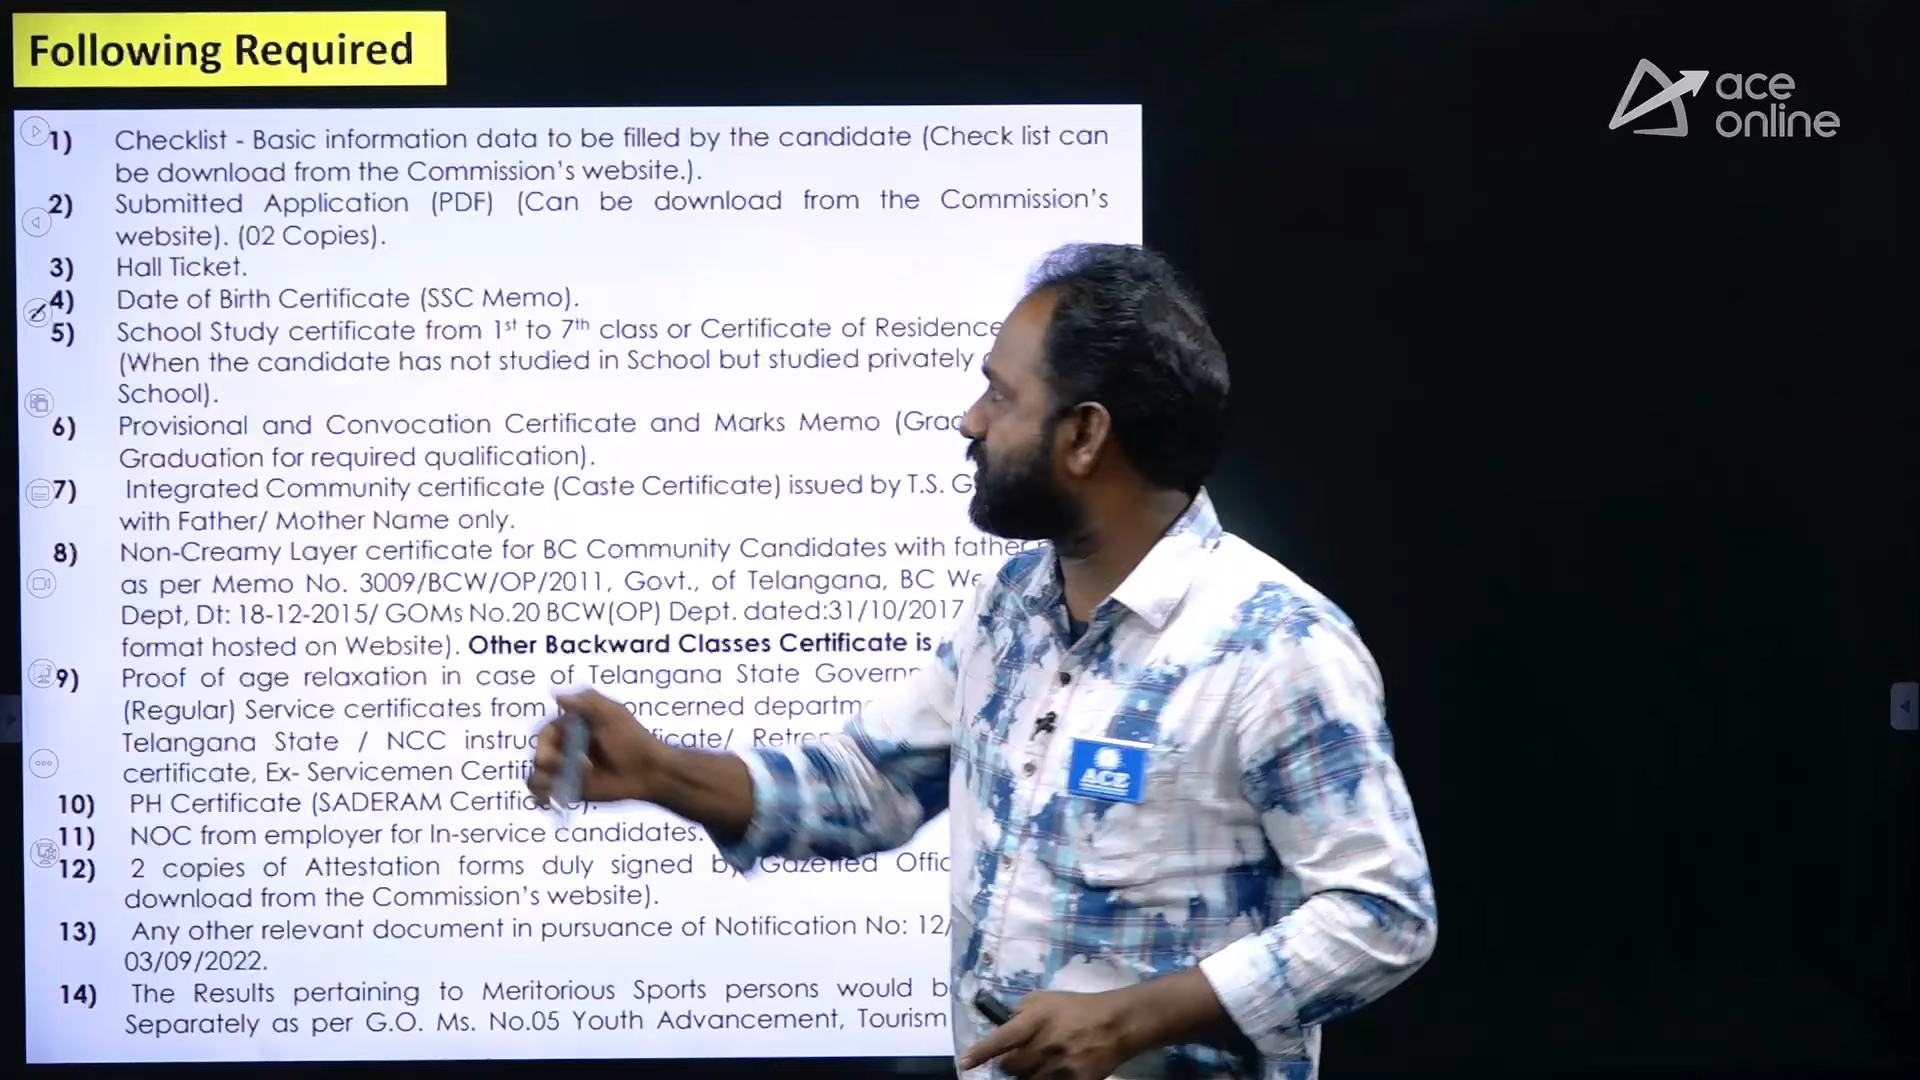 Following Required
ace
online
1) Checklist - Basic information data to be filled by the candidate (Check list can
be download from the Commission's website.).
2) Submitted Application (PDF) (Can be download from the Commission's
website). (02 Copies).
3) Hall Ticket.
4) Date of Birth Certificate (SSC Memo).
5) School Study certificate from 1st to 7th class or Certificate of Residence
(When the candidate has not studied in School but studied privately
School).
6) Provisional and Convocation Certificate and Marks Memo
Graduation for required qualification).
7) Integrated Community certificate (Caste Certificate) issued by T.S.
with Father/ Mother Name only.
8) Non-Creamy Layer certificate for BC Community Candidates with father
as per Memo No. 3009/BCW/OP/2011, Govt., of Telangana, BC
Dept, Dt: 18-12-2015/ GOMs No.20 BCW(OP) Dept. dated:31/10/2017
format hosted on Website). Other Backward Classes Certificate is
9) Proof of age relaxation in case of Telangana State
(Regular) Service certificates from
Telangana State / NCC
certificate, Ex- Servicemen
10) PH Certificate (SADERAM
11) NOC from employer for In-service candidates.
12) 2 copies of Attestation forms duly signed by Gazetted
download from the Commission's website).
13) Any other relevant document in pursuance of Notification No: 12/
03/09/2022.
14) The Results pertaining to Meritorious Sports persons would
Separately as per G.O. Ms. No.05 Youth Advancement, Tourism
ACE